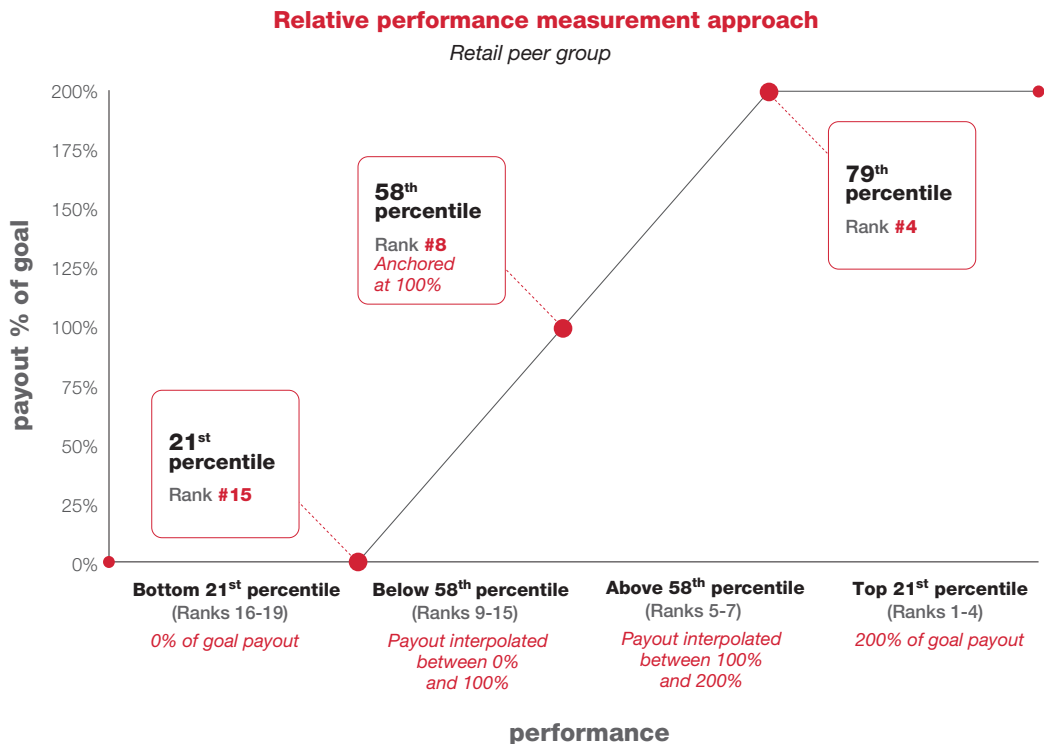 Relative performance measurement approach
Retail peer group
payout % of goal
200%
175%
150%
125%
100%
75%
50%
25%
0%
21st
percentile
Rank #15
58th
percentile
Rank #8
Anchored
at 100%
79th
percentile
Rank #4
Bottom 21st percentile
(Ranks 16-19)
0% of goal payout
Below 58th percentile
(Ranks 9-15)
Payout interpolated
between 0%
and 100%
Above 58th percentile
(Ranks 5-7)
Payout interpolated
between 100%
and 200%
Top 21st percentile
(Ranks 1-4)
200% of goal payout
performance